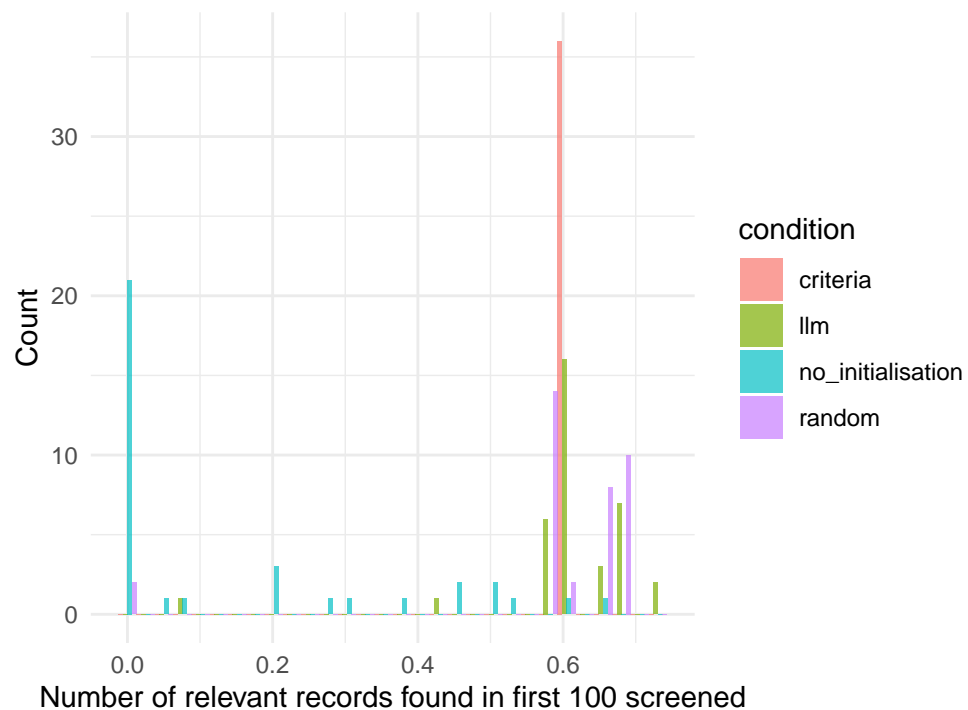 30
20
10
0
Count
0.0 0.2 0.4 0.6
Number of relevant records found in first 100 screened
condition
criteria
llm
no_initialisation
random